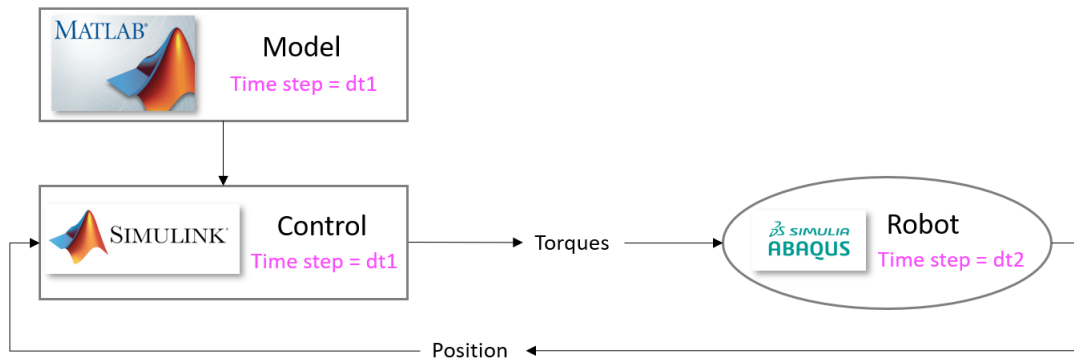 MATLAB®
Model
Time step = dt1
SIMULINK®
Control
Time step = dt1
Torques
SIMULIA
ABAQUS
Robot
Time step = dt2
Position